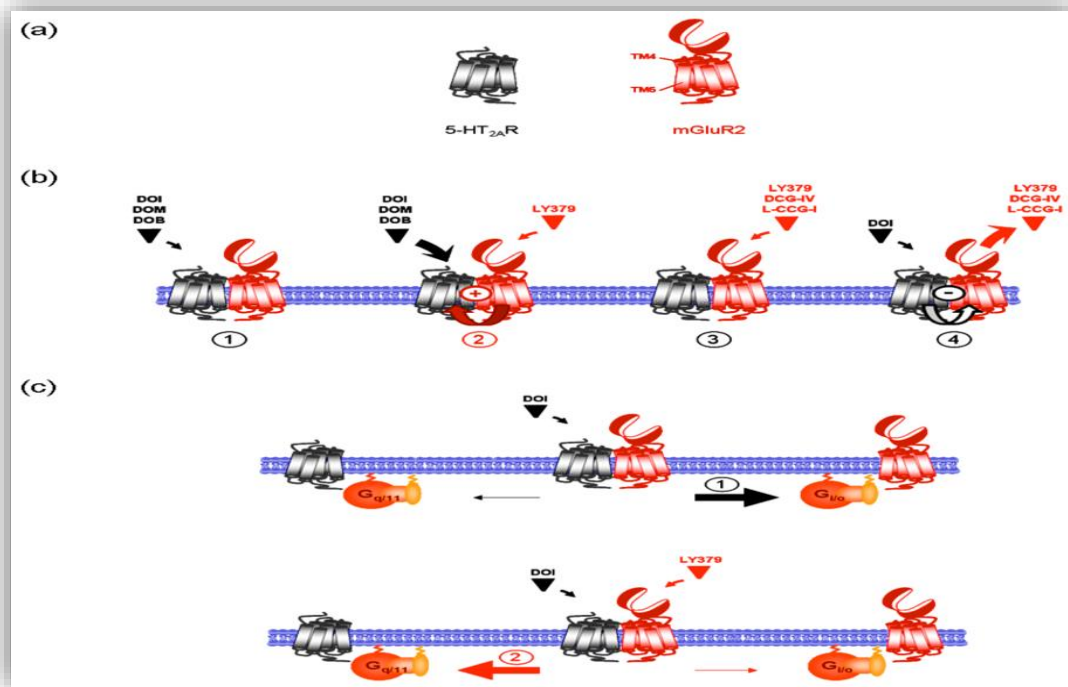 (a)
TM4
TM5
5-HT2AR
mGluR2
(b)
DOI
DOM
DOB
DOI
DOM
DOB
LY379
LY379
DCG-IV
L-CCG-I
DOI
LY379
DCG-IV
L-CCG-I
+
-
1
2
3
4
(c)
DOI
Gq/11
1
Gi/o
DOI
LY379
Gq/11
2
Gi/o